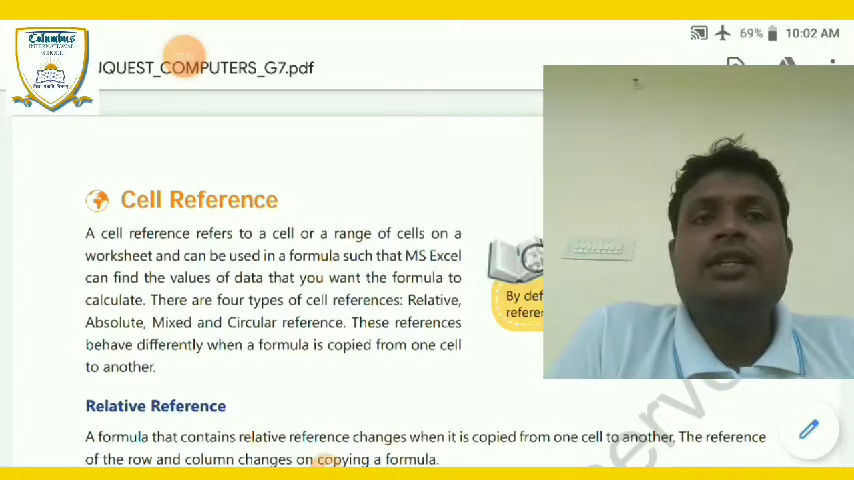 69% 10:02 AM
Columbus
INTERNATIONAL
SCHOOL
UQUEST_COMPUTERS_G7.pdf
Cell Reference
A cell reference refers to a cell or a range of cells on a
worksheet and can be used in a formula such that MS Excel
can find the values of data that you want the formula to
calculate. There are four types of cell references: Relative,
Absolute, Mixed and Circular reference. These references
behave differently when a formula is copied from one cell
to another.
By def
referen
Relative Reference
A formula that contains relative reference changes when it is copied from one cell to another. The reference
of the row and column changes on copying a formula.